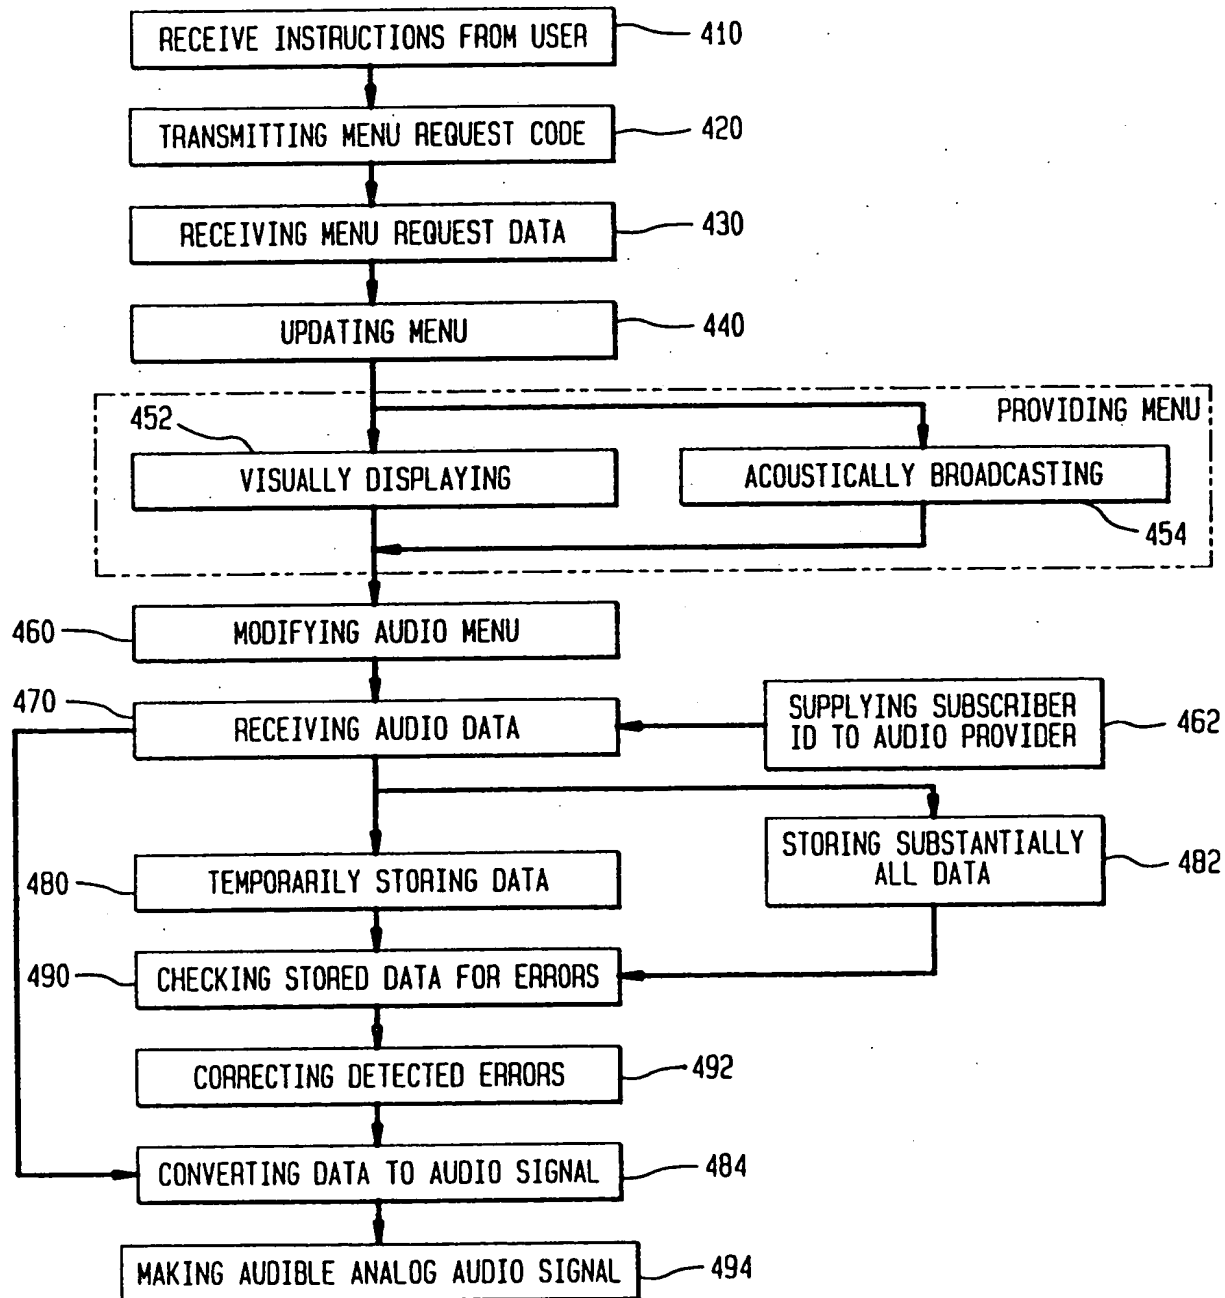 RECEIVE INSTRUCTIONS FROM USER
410
TRANSMITTING MENU REQUEST CODE
420
RECEIVING MENU REQUEST DATA
430
UPDATING MENU
440
PROVIDING MENU
452
VISUALLY DISPLAYING
ACOUSTICALLY BROADCASTING
454
460
MODIFYING AUDIO MENU
470
RECEIVING AUDIO DATA
SUPPLYING SUBSCRIBER
ID TO AUDIO PROVIDER
462
480
TEMPORARILY STORING DATA
STORING SUBSTANTIALLY
ALL DATA
482
490
CHECKING STORED DATA FOR ERRORS
CORRECTING DETECTED ERRORS
492
CONVERTING DATA TO AUDIO SIGNAL
484
MAKING AUDIBLE ANALOG AUDIO SIGNAL
494